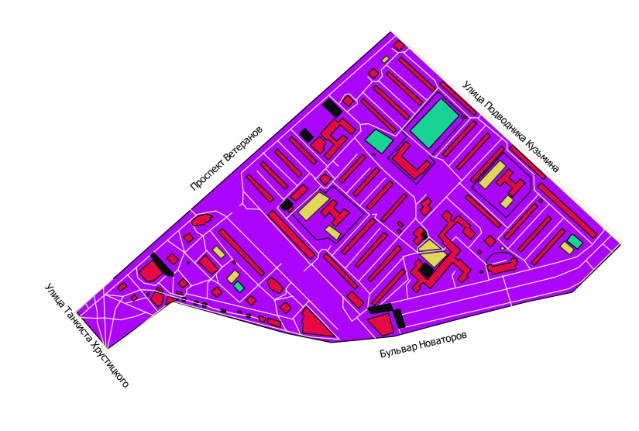 Улица Подводника Кузьмина
Проспект Ветеранов
Улица Танкиста Хрустицкого
Бульвар Новаторов